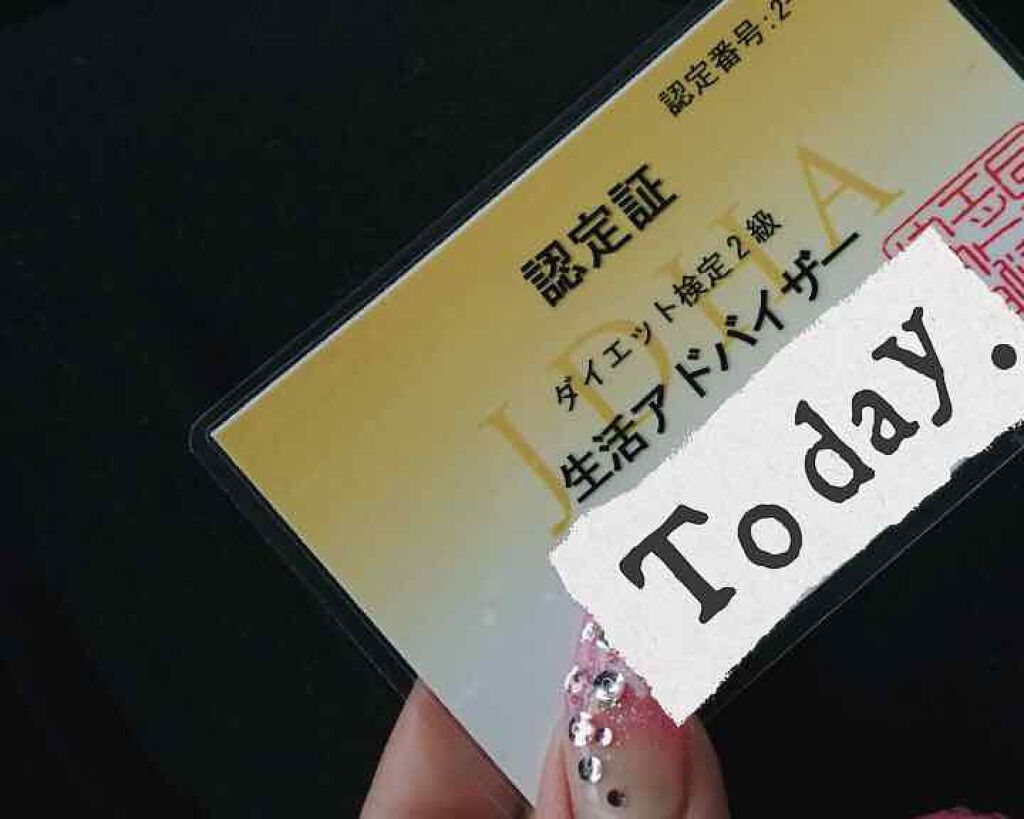 認定番号:2-
認定証
JDHA
ダイエット検定2級
生活アドバイザー
Today.